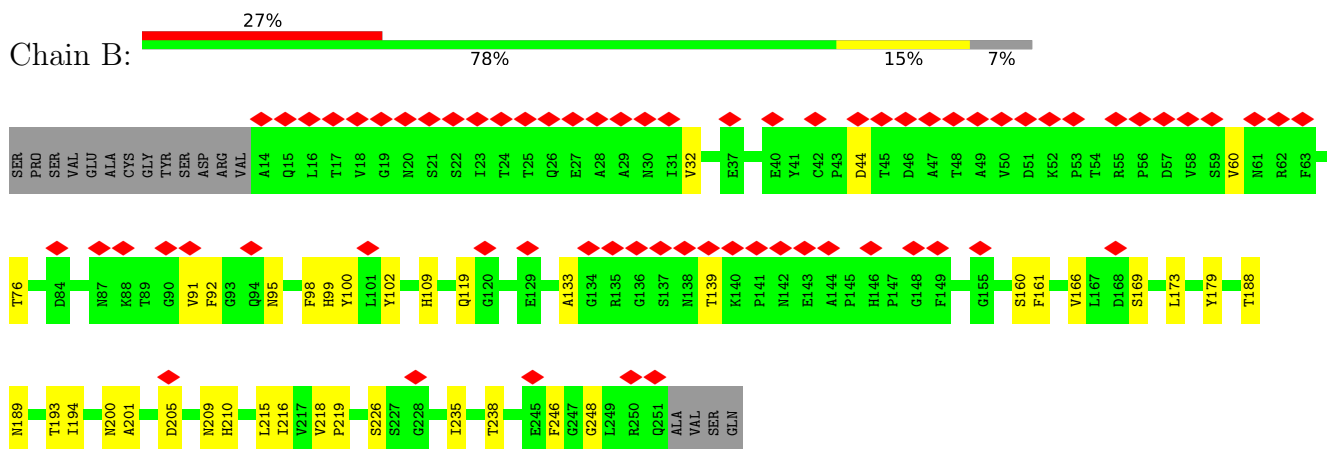 27%
Chain B:
78% 15% 7%
SER PRO SER VAL GLU ALA CYS GLY TYR SER ASP ARG VAL A14 Q15 L16 T17 V18 G19 N20 S21 S22 I23 T24 T25 Q26 E27 A28 A29 N30 I31 V32 E37 E40 Y41 C42 P43 D44 T45 D46 A47 T48 A49 V50 D51 K52 P53 T54 R55 P56 D57 V58 S59 V60 N61 R62 F63
T76 D84 N87 K88 T89 G90 V91 F92 G93 Q94 N95 F98 H99 Y100 L101 Y102 H109 Q119 G120 E129 A133 G134 R135 G136 S137 N138 T139 K140 P141 N142 E143 A144 P145 H146 P147 G148 F149 G155 S160 F161 V166 L167 D168 S169 L173 Y179 T188
N189 T193 I194 N200 A201 D205 N209 H210 L215 I216 V217 V218 P219 S226 S227 G228 I235 T238 E245 F246 G247 G248 L249 R250 Q251 ALA VAL SER GLN